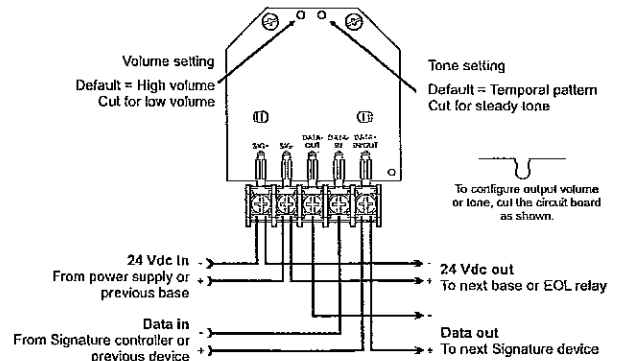 Volume setting
Default = High volume
Cut for low volume
Tone setting
Default = Temporal pattern
Cut for steady tone
SIG+
SIG-
DATA-
OUT
DATA-
IN
DATA+
IN/OUT
To configure output volume
or tone, cut the circuit board
as shown.
24 Vdc in
-
From power supply or
previous base
+
24 Vdc out
-
To next base or EOL relay
+
Data in
-
From Signature controller or
previous device
+
-
Data out
To next Signature device
+